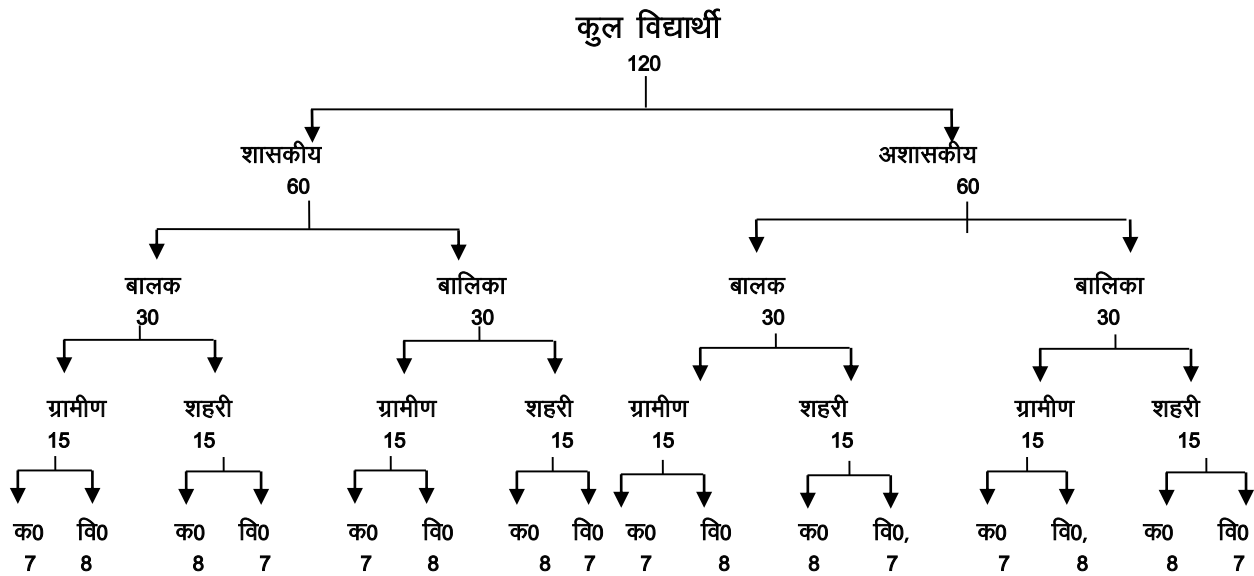 कुल विद्यार्थी
120
शासकीय अशासकीय
60 60
बालक बालिका बालक बालिका
30 30 30 30
ग्रामीण शहरी ग्रामीण शहरी ग्रामीण शहरी ग्रामीण शहरी
15 15 15 15 15 15 15 15
क0 वि0 क0 वि0 क0 वि0 क0 वि0 क0 वि0 क0 वि0, क0 वि0, क0 वि0
7 8 8 7 7 8 8 7 7 8 8 7 7 8 8 7